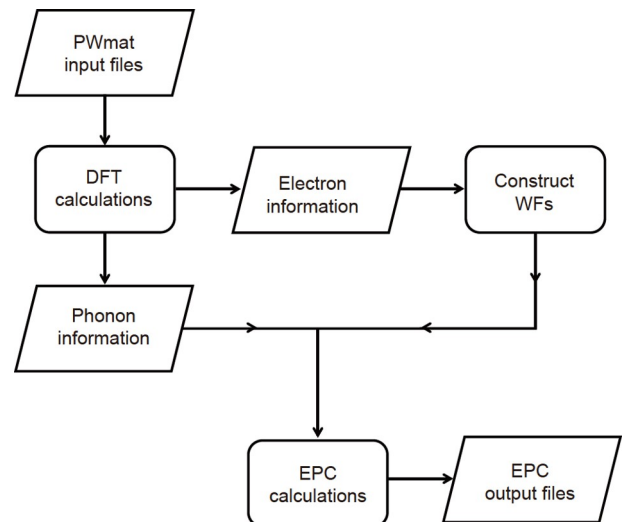 PWmat
input files
DFT
calculations
Electron
information
Construct
WFs
Phonon
information
EPC
calculations
EPC
output files